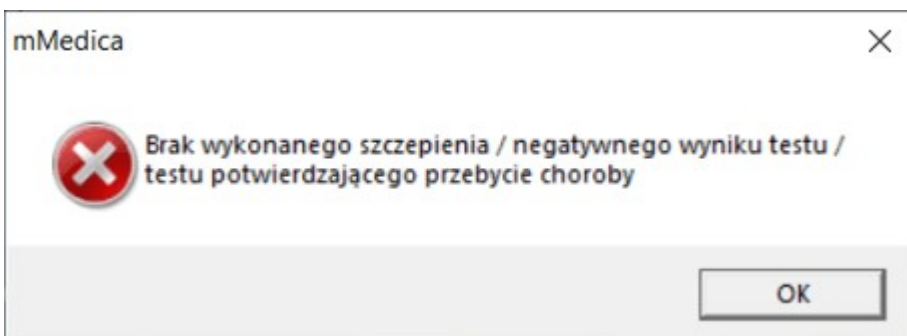 mMedica
Brak wykonanego szczepienia / negatywnego wyniku testu /
testu potwierdzającego przebycie choroby
OK